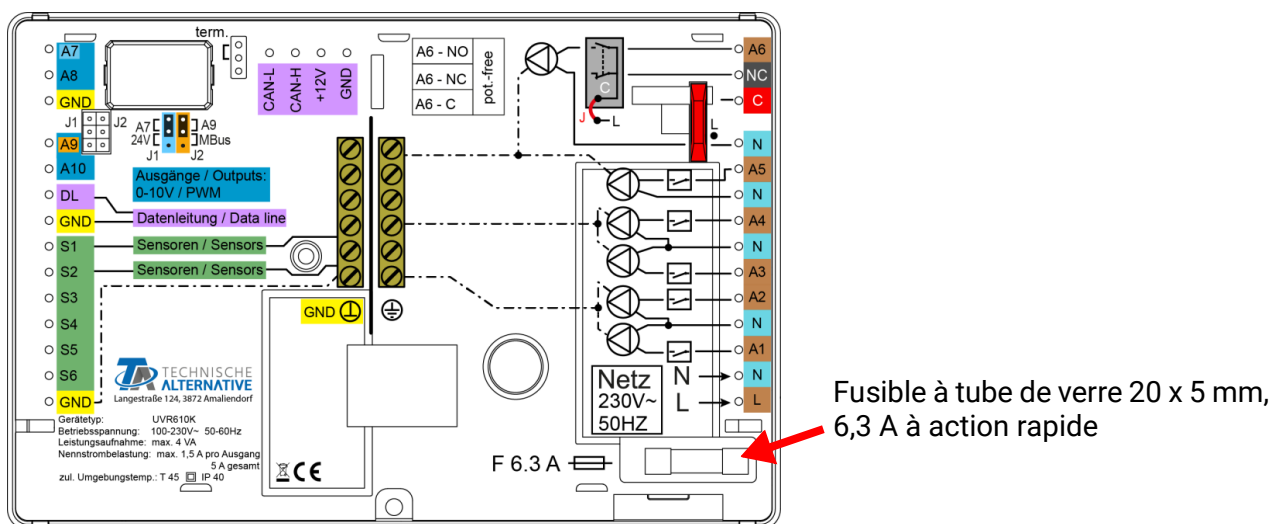 term.
A7
A8
GND
J1
J2
A9
A10
DL
GND
S1
S2
S3
S4
S5
S6
GND
A7
24V
J1
A9
MBus
J2
CAN-L
CAN-H
+12V
GND
A6 - NO
A6 - NC
A6 - C
pot.-free
Ausgänge / Outputs:
0-10V / PWM
Datenleitung / Data line
Sensoren / Sensors
Sensoren / Sensors
GND
C
J
L
L
A6
NC
C
N
A5
N
A4
N
A3
A2
N
A1
N
L
Netz
230V~
50HZ
N
L
TA TECHNISCHE
ALTERNATIVE
Langestraße 124, 3872 Amaliendorf
Gerätetyp: UVR610K
Betriebsspannung: 100-230V~ 50-60Hz
Leistungsaufnahme: max. 4 VA
Nennstrombelastung: max. 1,5 A pro Ausgang
5 A gesamt
zul. Umgebungstemp.: T 45 IP 40
CE
F 6.3 A
Fusible à tube de verre 20 x 5 mm,
6,3 A à action rapide